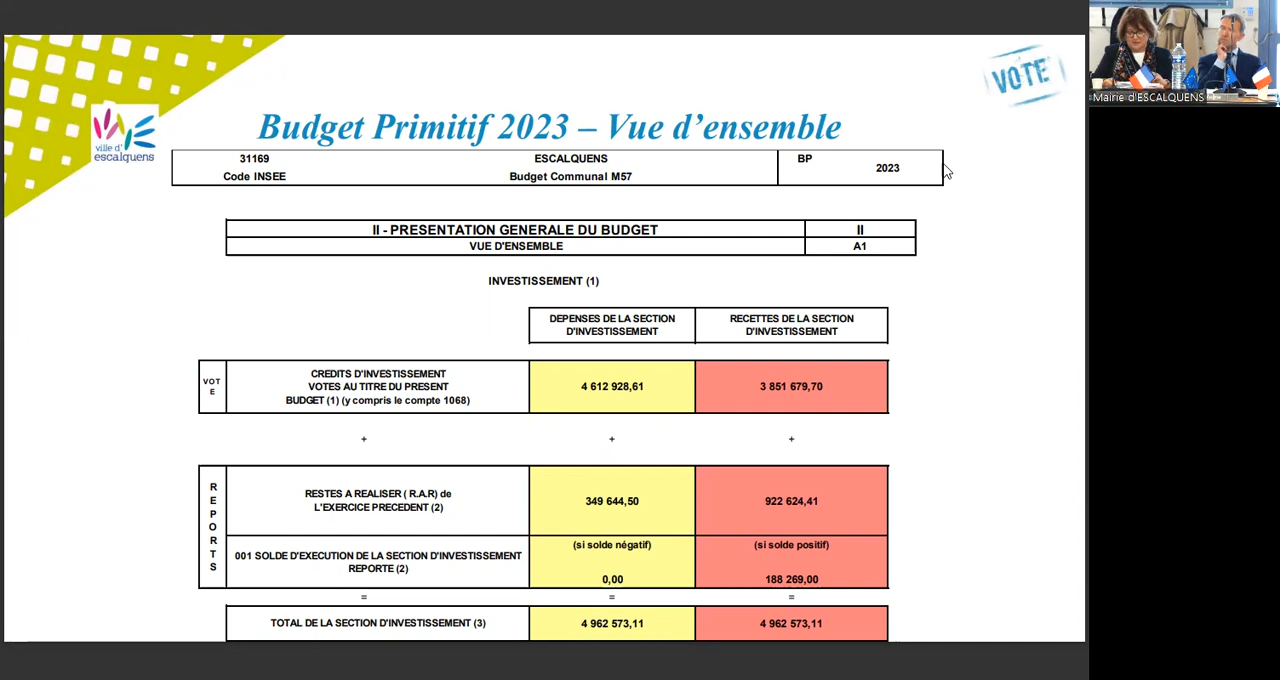 VOTE
Mairie d'ESCALQUENS
ville d'
escalquens
Budget Primitif 2023 – Vue d'ensemble
31169 ESCALQUENS BP
2023
Code INSEE Budget Communal M57
II - PRESENTATION GENERALE DU BUDGET II
VUE D'ENSEMBLE A1
INVESTISSEMENT (1)
DEPENSES DE LA SECTION RECETTES DE LA SECTION
D'INVESTISSEMENT D'INVESTISSEMENT
VOT
E
CREDITS D'INVESTISSEMENT
VOTES AU TITRE DU PRESENT 4 612 928,61 3 851 679,70
BUDGET (1) (y compris le compte 1068)
+ + +
R
E
P
O
R
T
S
RESTES A REALISER ( R.A.R) de 349 644,50 922 624,41
L'EXERCICE PRECEDENT (2)
(si solde négatif) (si solde positif)
001 SOLDE D'EXECUTION DE LA SECTION D'INVESTISSEMENT
REPORTE (2)
0,00 188 269,00
= = =
TOTAL DE LA SECTION D'INVESTISSEMENT (3) 4 962 573,11 4 962 573,11